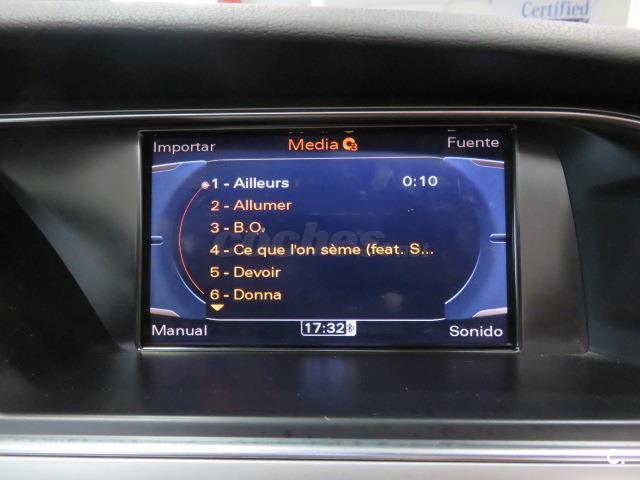 Certified
Importar
Media 3
Fuente
1 - Ailleurs 0:10
2 - Allumer
3 - B.O.
4 - Ce que l'on sème (feat. S...
5 - Devoir
6 - Donna
Manual
17:32
Sonido